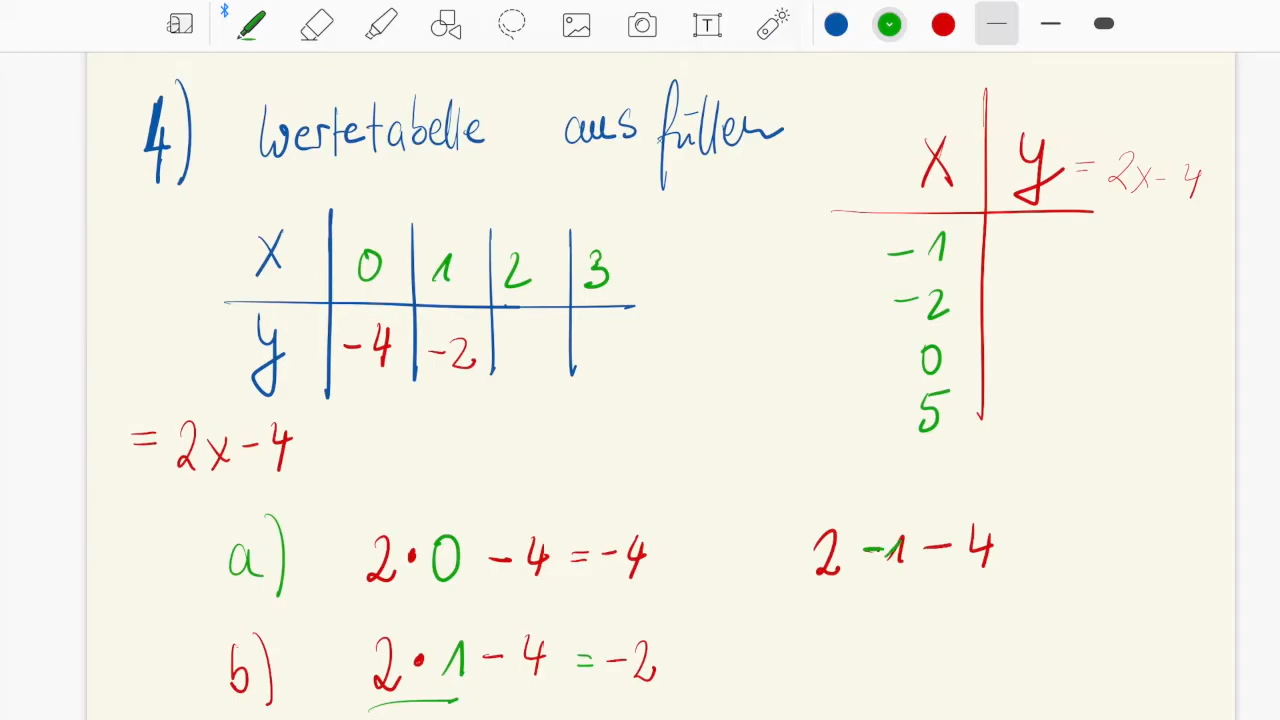 4) Wertetabelle ausfüllen
x 0 1 2 3
y -4 -2
= 2x - 4
a) 2 · 0 - 4 = -4
b) 2 · 1 - 4 = -2
x y = 2x - 4
-1
-2
0
5
2 -1 - 4
T